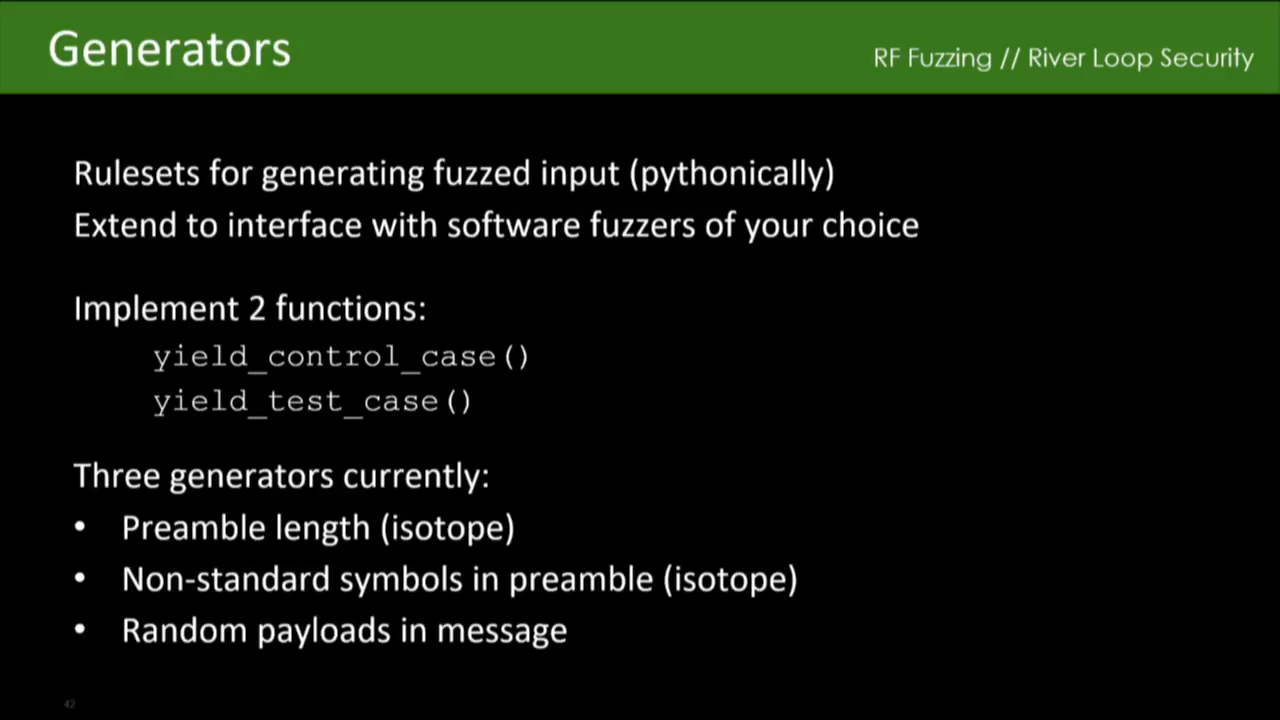 Generators
RF Fuzzing // River Loop Security
Rulesets for generating fuzzed input (pythonically)
Extend to interface with software fuzzers of your choice
Implement 2 functions:
yield_control_case()
yield_test_case()
Three generators currently:
• Preamble length (isotope)
• Non-standard symbols in preamble (isotope)
• Random payloads in message
42